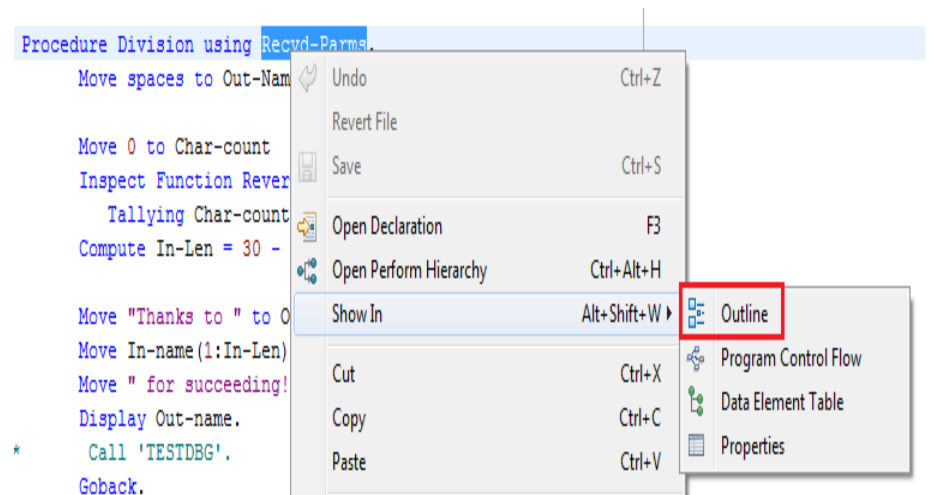 Procedure Division using Recvd-Parms.
Move spaces to Out-Nam
Move 0 to Char-count
Inspect Function Rever
Tallying Char-count
Compute In-Len = 30 -
Move "Thanks to " to O
Move In-name(1:In-Len)
Move " for succeeding!
Display Out-name.
* Call 'TESTDBG'.
Goback.
Undo Ctrl+Z
Revert File
Save Ctrl+S
Open Declaration F3
Open Perform Hierarchy Ctrl+Alt+H
Show In Alt+Shift+W
Cut Ctrl+X
Copy Ctrl+C
Paste Ctrl+V
Outline
Program Control Flow
Data Element Table
Properties